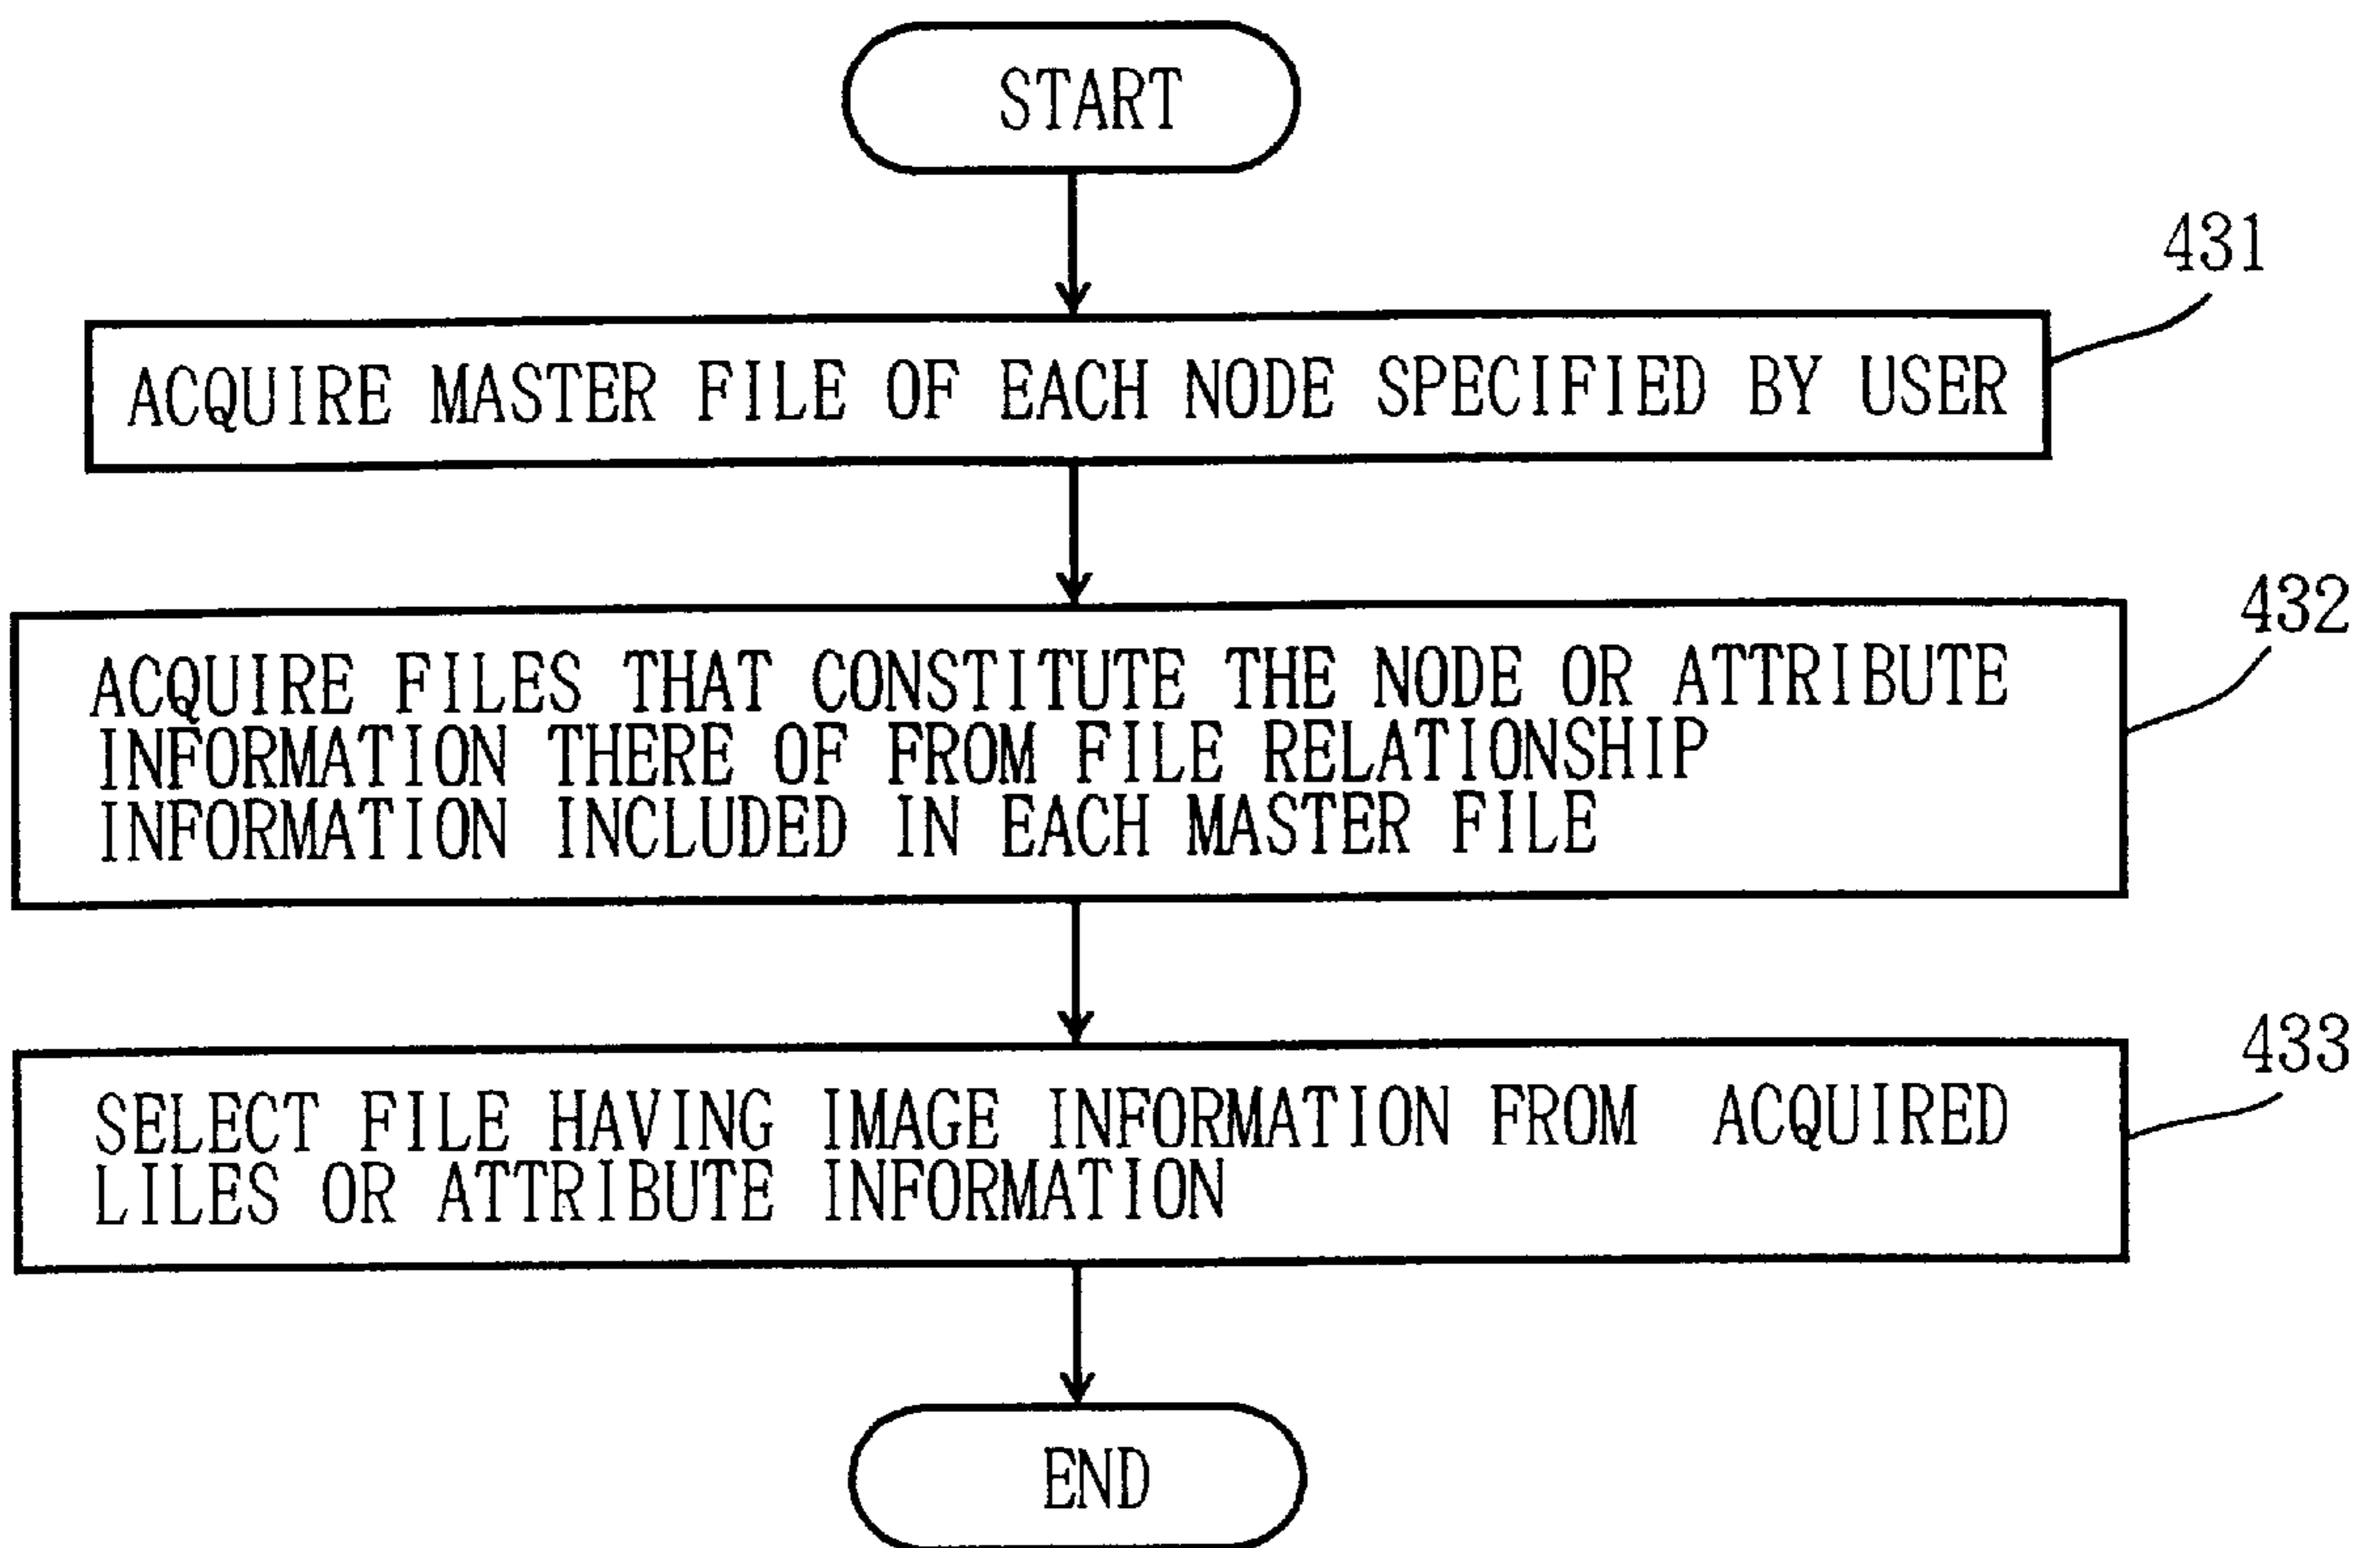 START
431
ACQUIRE MASTER FILE OF EACH NODE SPECIFIED BY USER
432
ACQUIRE FILES THAT CONSTITUTE THE NODE OR ATTRIBUTE
INFORMATION THERE OF FROM FILE RELATIONSHIP
INFORMATION INCLUDED IN EACH MASTER FILE
433
SELECT FILE HAVING IMAGE INFORMATION FROM ACQUIRED
LILES OR ATTRIBUTE INFORMATION
END